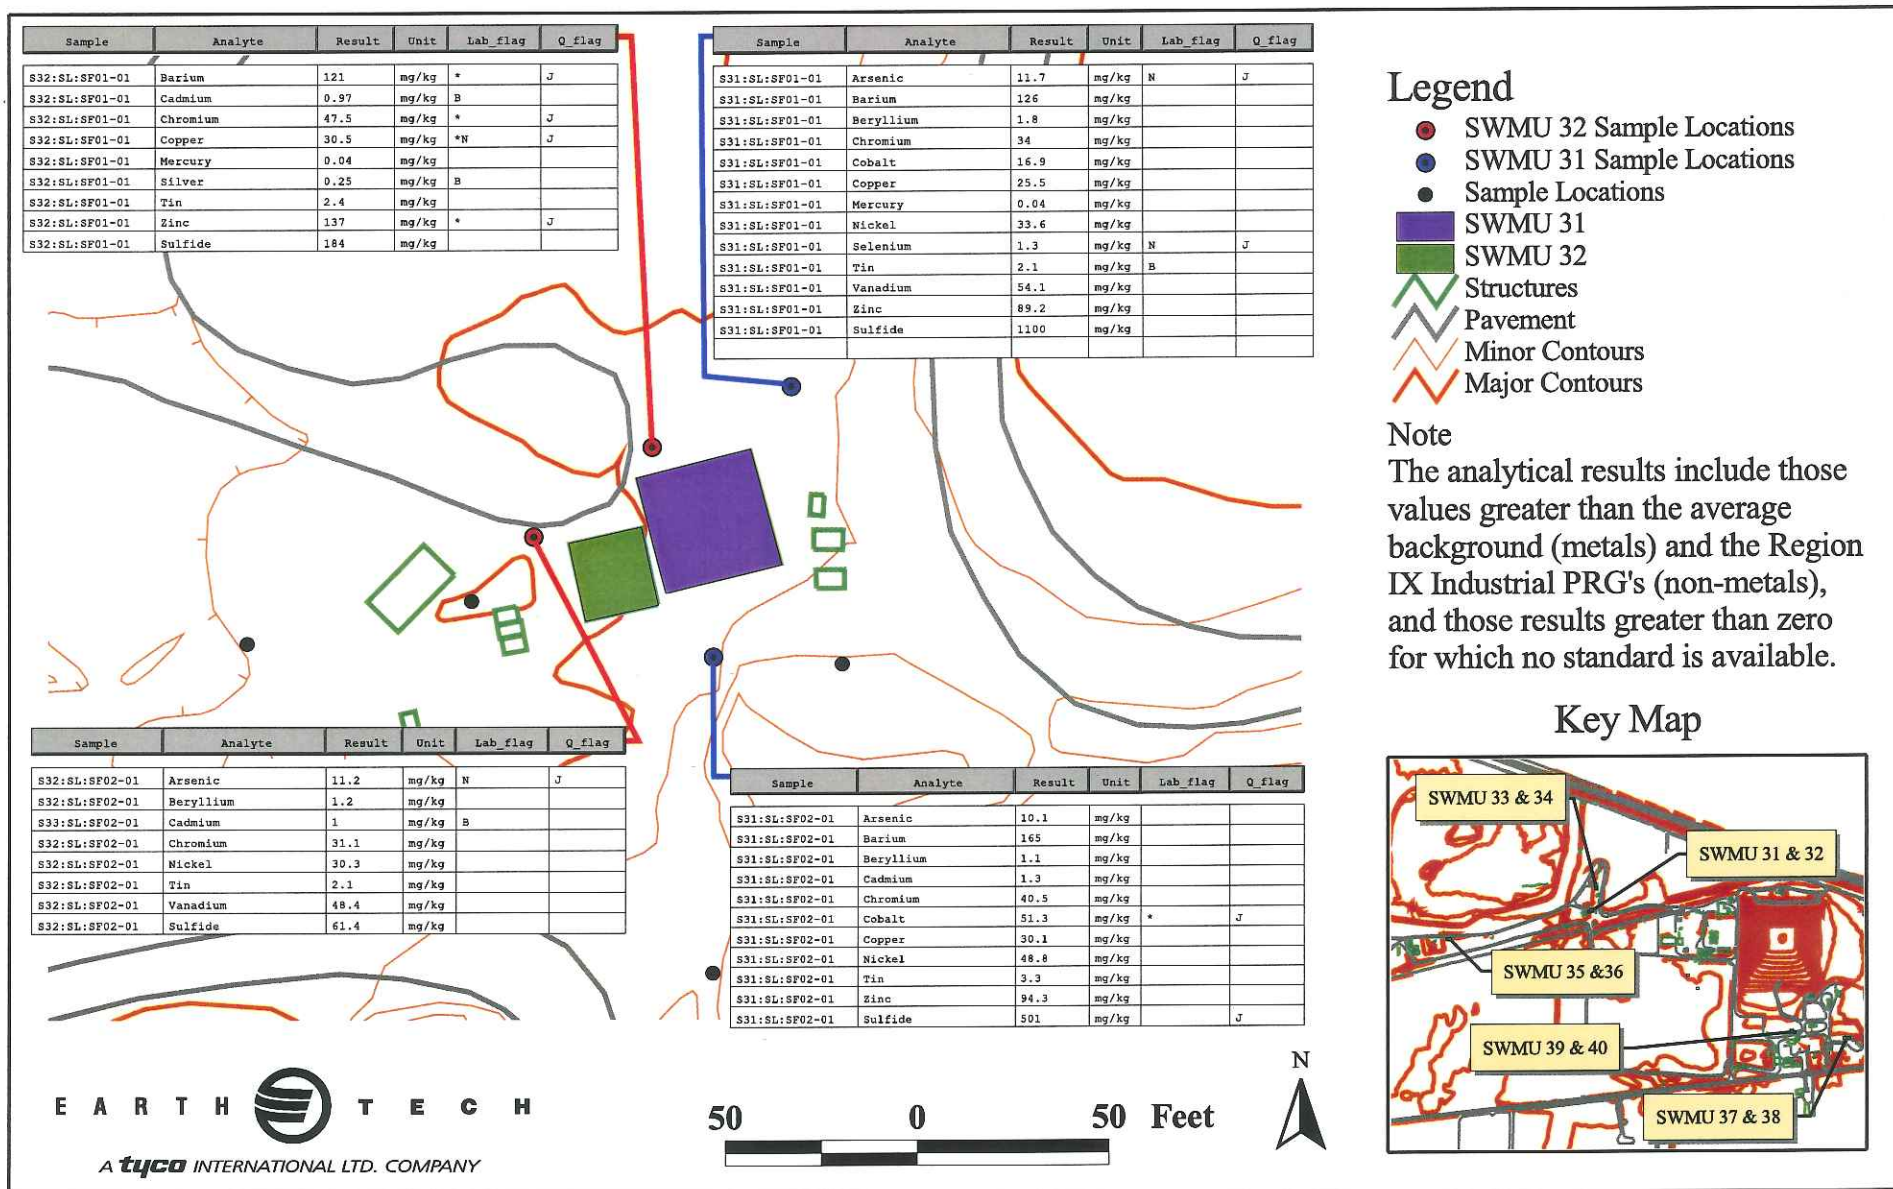 Sample Analyte Result Unit Lab_flag Q_flag
S32:SL:SF01-01 Barium 121 mg/kg * J
S32:SL:SF01-01 Cadmium 0.97 mg/kg B
S32:SL:SF01-01 Chromium 47.5 mg/kg * J
S32:SL:SF01-01 Copper 30.5 mg/kg *N J
S32:SL:SF01-01 Mercury 0.04 mg/kg
S32:SL:SF01-01 Silver 0.25 mg/kg B
S32:SL:SF01-01 Tin 2.4 mg/kg
S32:SL:SF01-01 Zinc 137 mg/kg * J
S32:SL:SF01-01 Sulfide 184 mg/kg
Sample Analyte Result Unit Lab_flag Q_flag
S31:SL:SF01-01 Arsenic 11.7 mg/kg N J
S31:SL:SF01-01 Barium 126 mg/kg
S31:SL:SF01-01 Beryllium 1.8 mg/kg
S31:SL:SF01-01 Chromium 34 mg/kg
S31:SL:SF01-01 Cobalt 16.9 mg/kg
S31:SL:SF01-01 Copper 25.5 mg/kg
S31:SL:SF01-01 Mercury 0.04 mg/kg
S31:SL:SF01-01 Nickel 33.6 mg/kg
S31:SL:SF01-01 Selenium 1.3 mg/kg N J
S31:SL:SF01-01 Tin 2.1 mg/kg B
S31:SL:SF01-01 Vanadium 54.1 mg/kg
S31:SL:SF01-01 Zinc 89.2 mg/kg
S31:SL:SF01-01 Sulfide 1100 mg/kg
Legend
SWMU 32 Sample Locations
SWMU 31 Sample Locations
Sample Locations
SWMU 31
SWMU 32
Structures
Pavement
Minor Contours
Major Contours
Note
The analytical results include those
values greater than the average
background (metals) and the Region
IX Industrial PRG's (non-metals),
and those results greater than zero
for which no standard is available.
Sample Analyte Result Unit Lab_flag Q_flag
S32:SL:SF02-01 Arsenic 11.2 mg/kg N J
S32:SL:SF02-01 Beryllium 1.2 mg/kg
S33:SL:SF02-01 Cadmium 1 mg/kg B
S32:SL:SF02-01 Chromium 31.1 mg/kg
S32:SL:SF02-01 Nickel 30.3 mg/kg
S32:SL:SF02-01 Tin 2.1 mg/kg
S32:SL:SF02-01 Vanadium 48.4 mg/kg
S32:SL:SF02-01 Sulfide 61.4 mg/kg
Sample Analyte Result Unit Lab_flag Q_flag
S31:SL:SF02-01 Arsenic 10.1 mg/kg
S31:SL:SF02-01 Barium 165 mg/kg
S31:SL:SF02-01 Beryllium 1.1 mg/kg
S31:SL:SF02-01 Cadmium 1.3 mg/kg
S31:SL:SF02-01 Chromium 40.5 mg/kg
S31:SL:SF02-01 Cobalt 51.3 mg/kg * J
S31:SL:SF02-01 Copper 30.1 mg/kg
S31:SL:SF02-01 Nickel 48.8 mg/kg
S31:SL:SF02-01 Tin 3.3 mg/kg
S31:SL:SF02-01 Zinc 94.3 mg/kg
S31:SL:SF02-01 Sulfide 501 mg/kg J
Key Map
SWMU 33 & 34
SWMU 31 & 32
SWMU 35 &36
SWMU 39 & 40
SWMU 37 & 38
EARTH TECH
A tyco INTERNATIONAL LTD. COMPANY
50 0 50 Feet
N